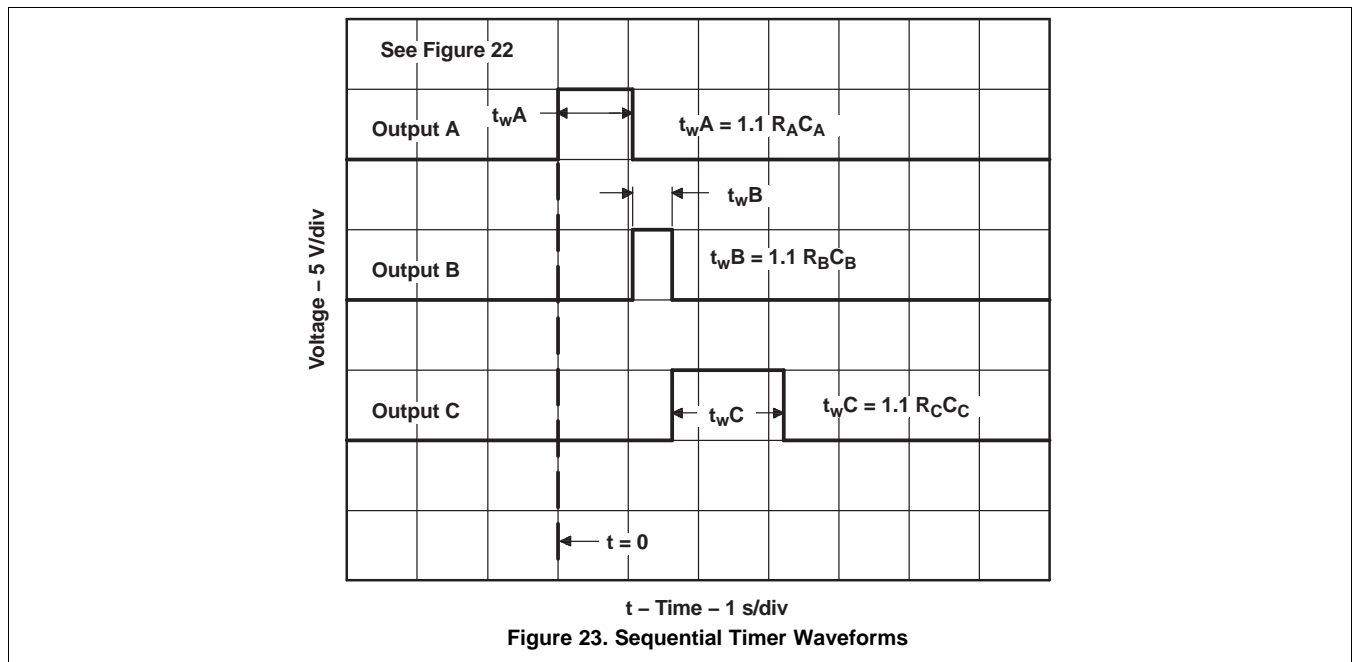 See Figure 22
twA
Output A
twA = 1.1 RACA
twB
Output B
twB = 1.1 RBCB
Voltage – 5 V/div
Output C
twC
twC = 1.1 RCCC
t = 0
t – Time – 1 s/div
Figure 23. Sequential Timer Waveforms